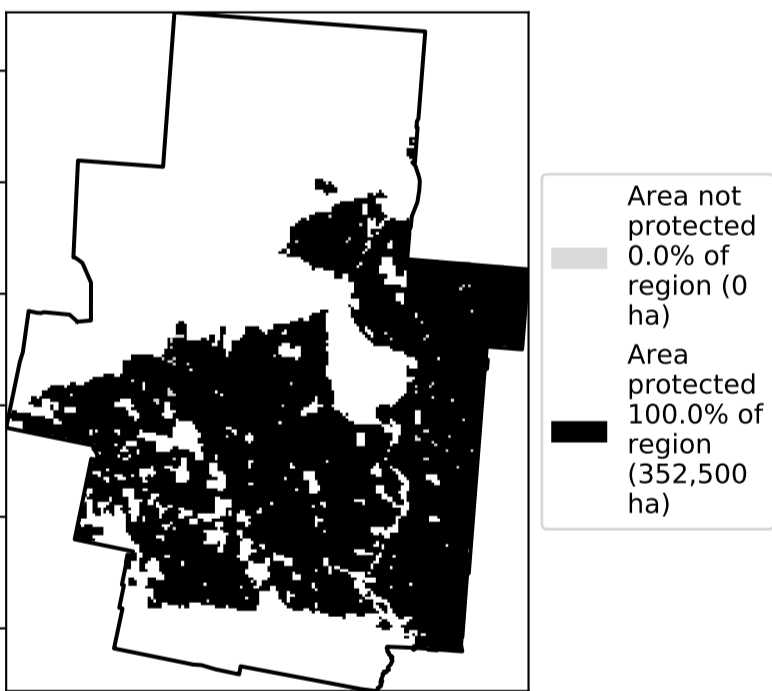 Area not
protected
0.0% of
region (0
ha)
Area
protected
100.0% of
region
(352,500
ha)